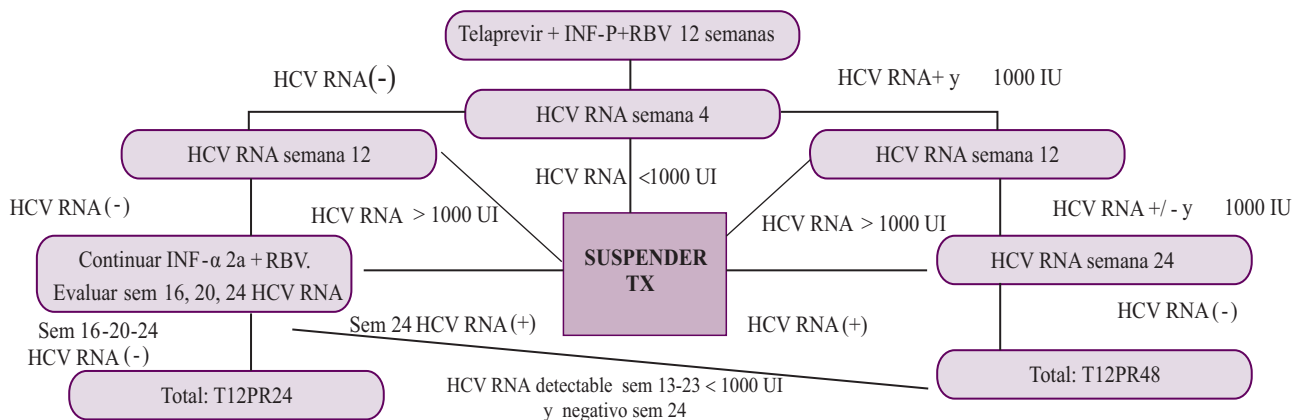 Telaprevir + INF-P+RBV 12 semanas
HCV RNA(-)
HCV RNA+ y 1000 IU
HCV RNA semana 4
HCV RNA semana 12
HCV RNA semana 12
HCV RNA <1000 UI
HCV RNA (-)
HCV RNA > 1000 UI
HCV RNA > 1000 UI
HCV RNA +/- y 1000 IU
Continuar INF-α 2a + RBV.
Evaluar sem 16, 20, 24 HCV RNA
SUSPENDER
TX
HCV RNA semana 24
Sem 16-20-24
HCV RNA (-)
Sem 24 HCV RNA (+)
HCV RNA (+)
HCV RNA (-)
Total: T12PR24
HCV RNA detectable sem 13-23 < 1000 UI
y negativo sem 24
Total: T12PR48